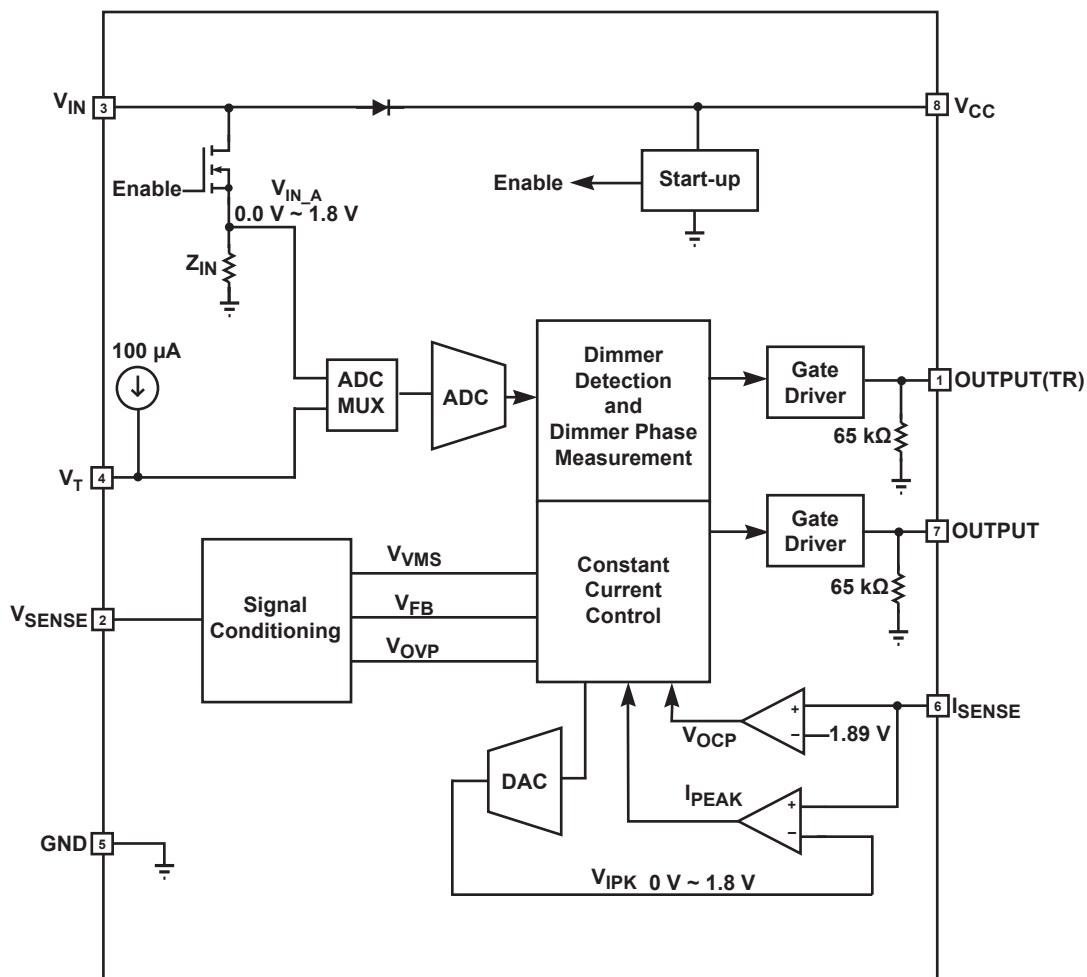 V_IN
3
8
V_CC
Enable
V_IN_A
0.0 V ~ 1.8 V
Z_IN
Enable
Start-up
100 µA
V_T
4
ADC
MUX
ADC
Dimmer
Detection
and
Dimmer Phase
Measurement
Gate
Driver
1
OUTPUT(TR)
65 kΩ
Constant
Current
Control
Gate
Driver
7
OUTPUT
65 kΩ
V_SENSE
2
Signal
Conditioning
V_VMS
V_FB
V_OVP
6
I_SENSE
+
−
1.89 V
V_OCP
DAC
I_PEAK
+
−
V_IPK 0 V ~ 1.8 V
GND
5